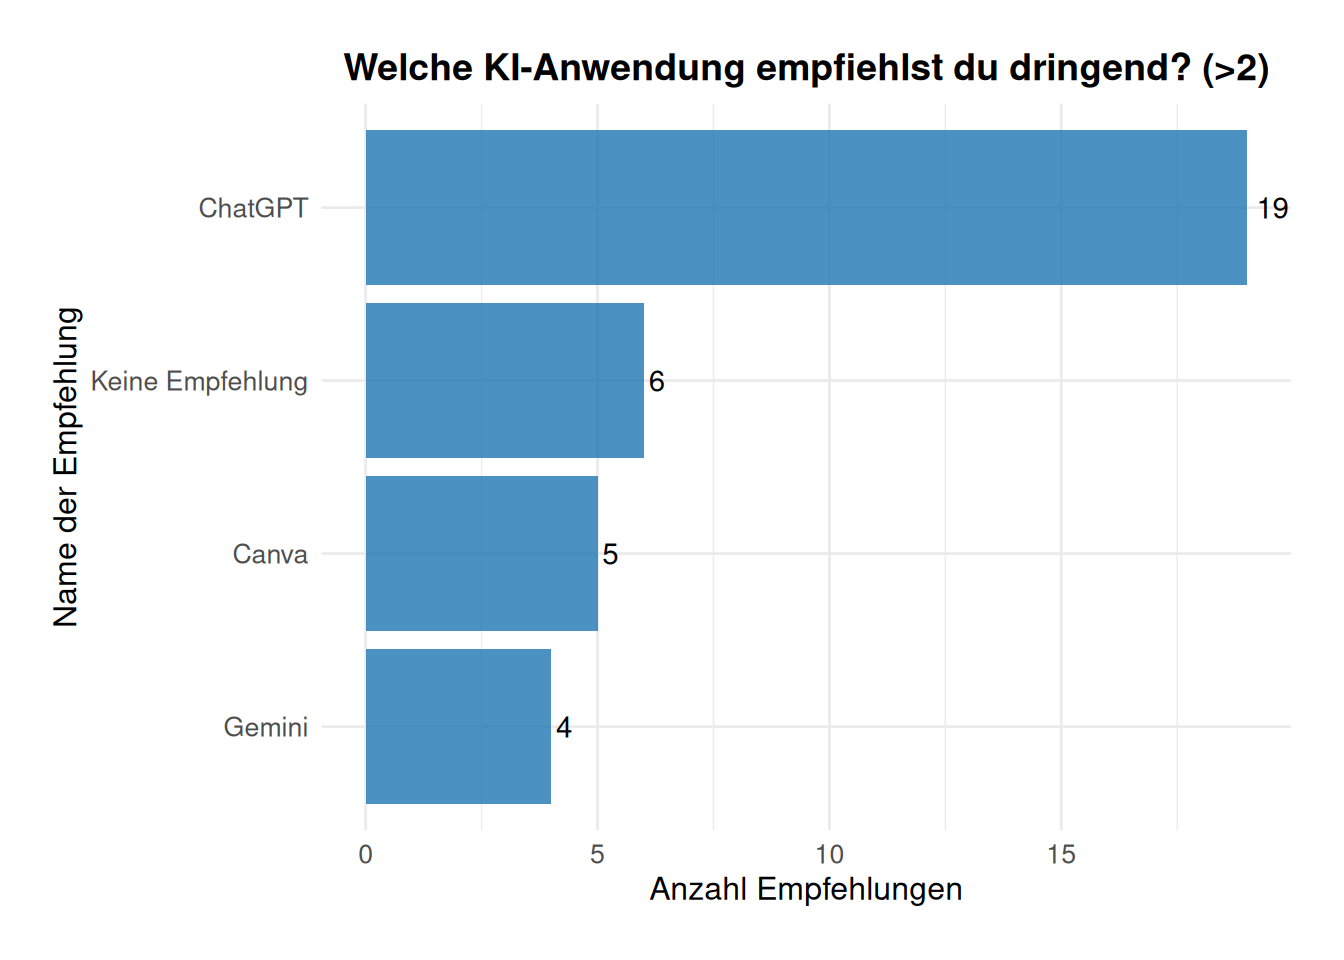 Welche KI-Anwendung empfiehlst du dringend? (>2)
Name der Empfehlung
ChatGPT
19
Keine Empfehlung
6
Canva
5
Gemini
4
0 5 10 15
Anzahl Empfehlungen